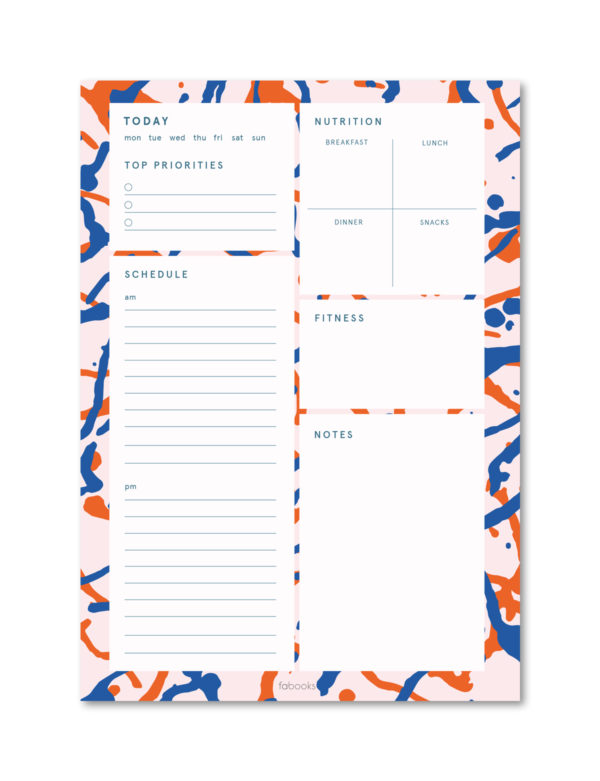 TODAY
mon tue wed thu fri sat sun
TOP PRIORITIES
SCHEDULE
am
pm
NUTRITION
BREAKFAST
LUNCH
DINNER
SNACKS
FITNESS
NOTES
fabooks